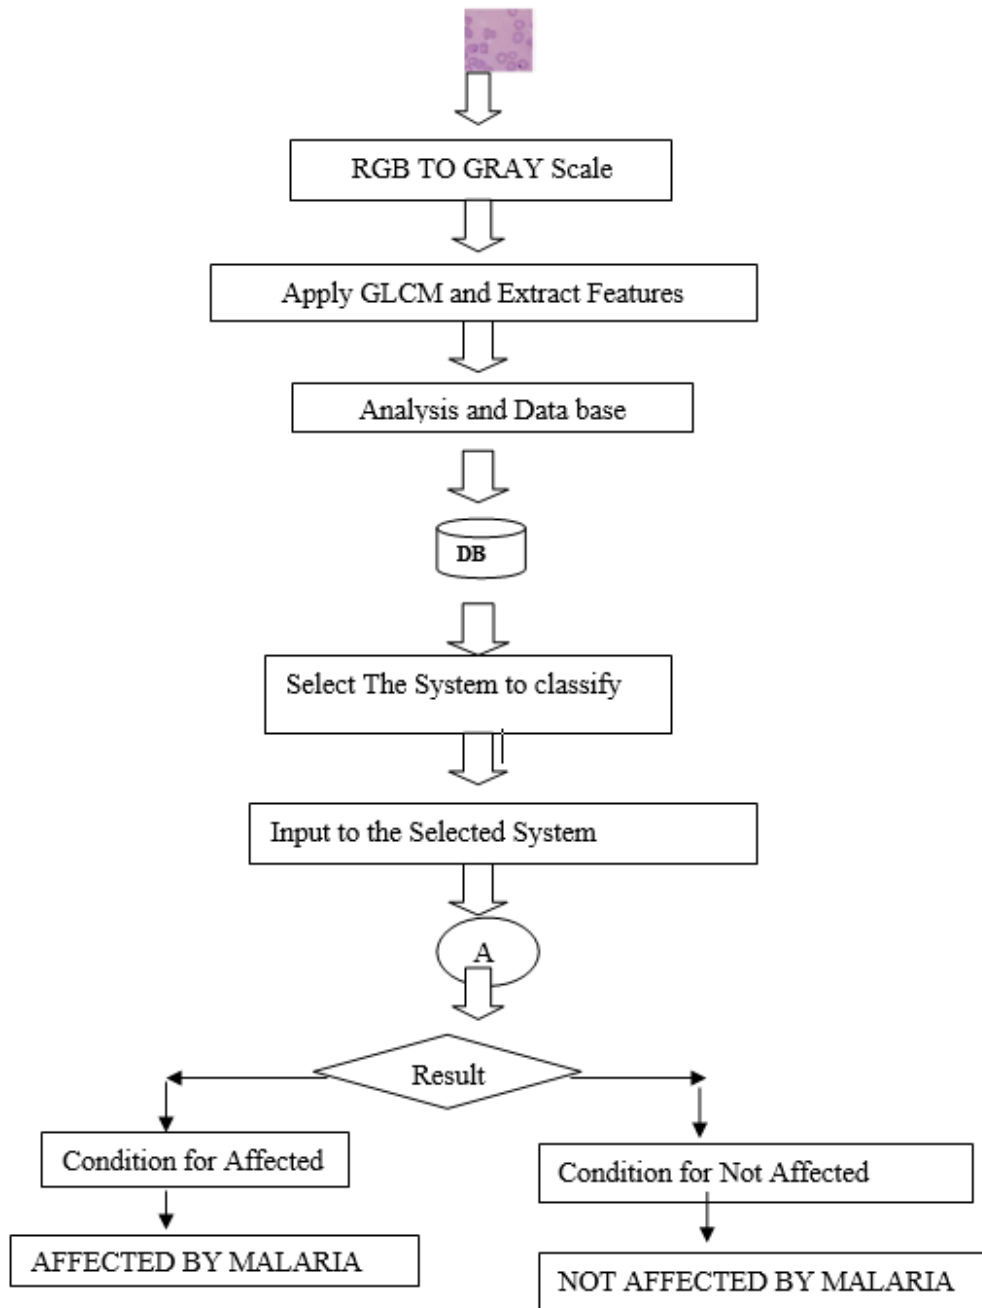 RGB TO GRAY Scale
Apply GLCM and Extract Features
Analysis and Data base
DB
Select The System to classify
Input to the Selected System
A
Result
Condition for Affected
Condition for Not Affected
AFFECTED BY MALARIA
NOT AFFECTED BY MALARIA